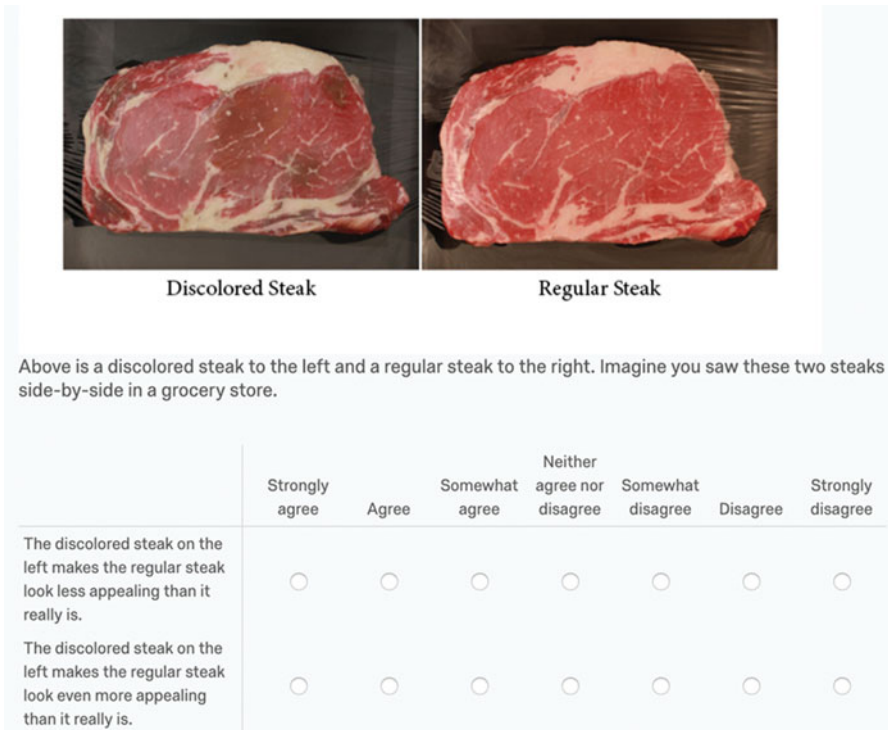 Discolored Steak
Regular Steak
Above is a discolored steak to the left and a regular steak to the right. Imagine you saw these two steaks
side-by-side in a grocery store.
Strongly
agree
Agree
Somewhat
agree
Neither
agree nor
disagree
Somewhat
disagree
Disagree
Strongly
disagree
The discolored steak on the
left makes the regular steak
look less appealing than it
really is.
The discolored steak on the
left makes the regular steak
look even more appealing
than it really is.